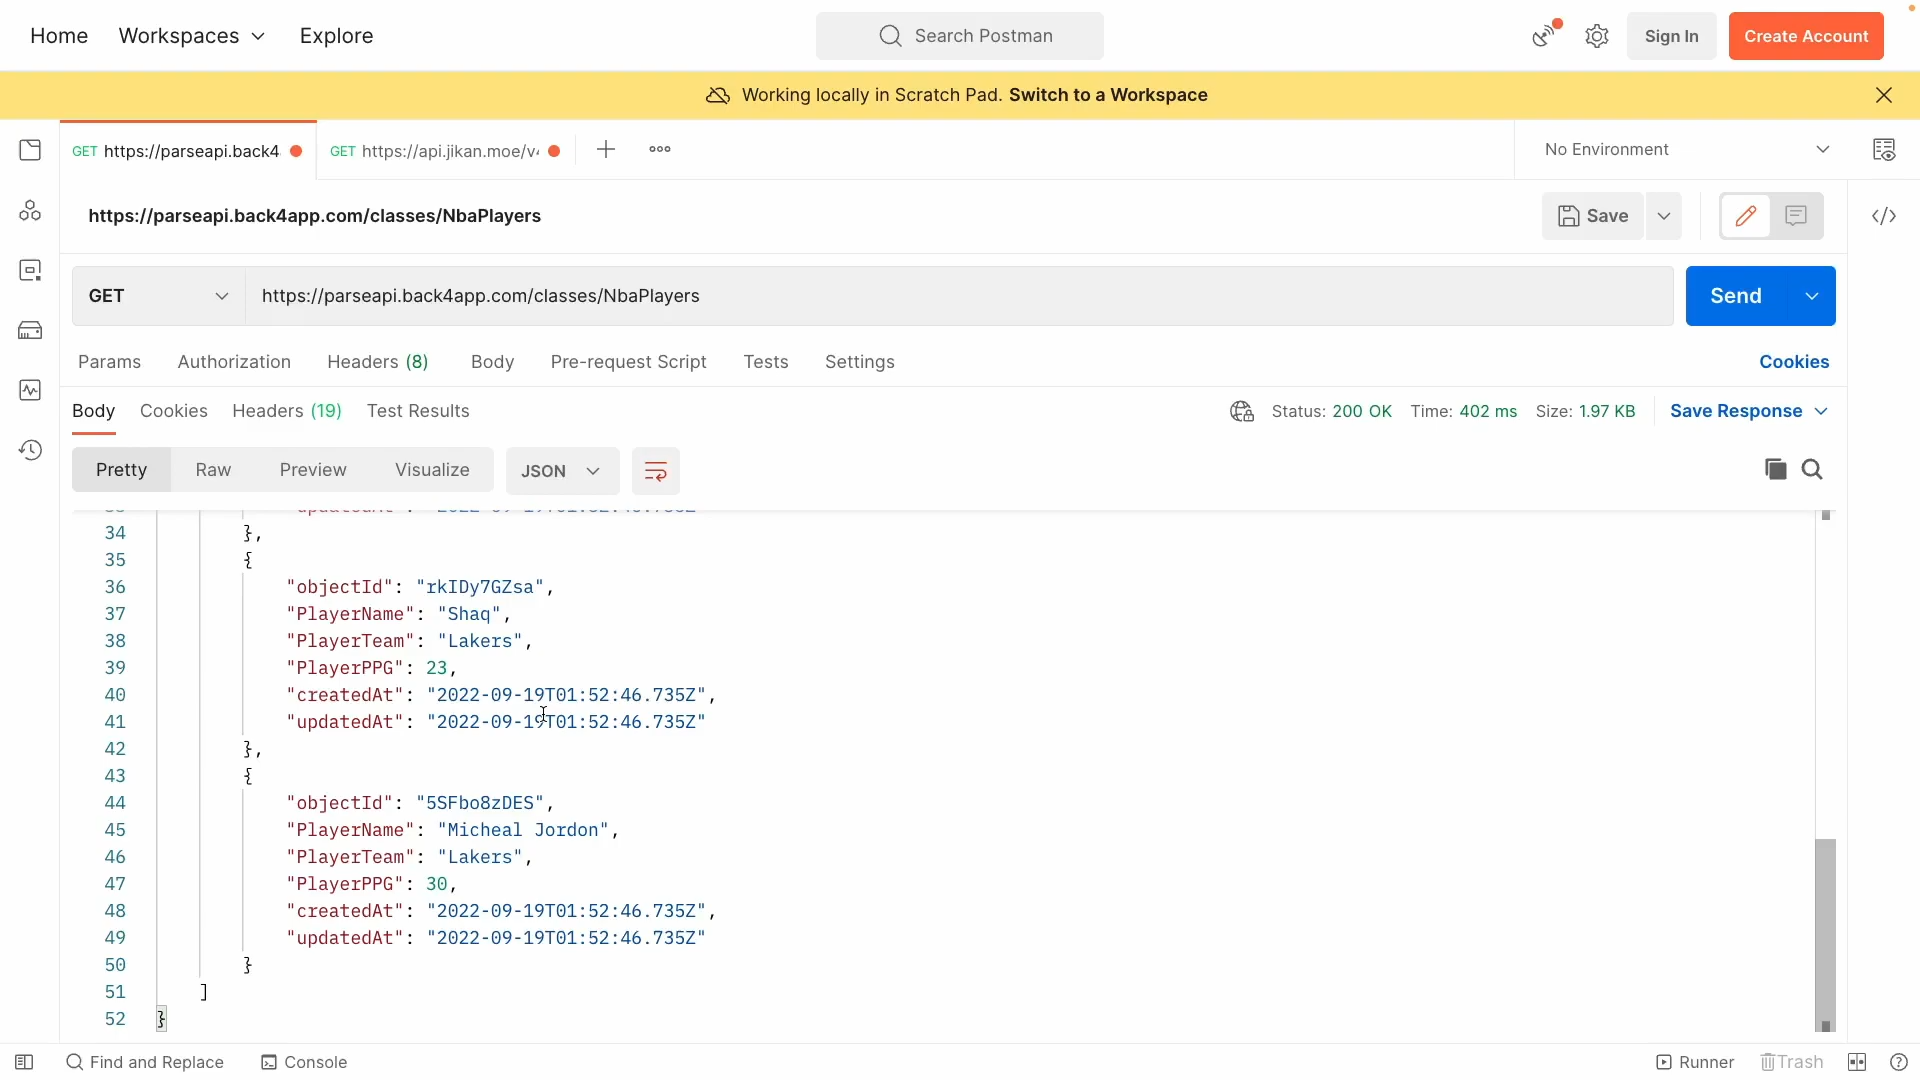 Home Workspaces Explore Search Postman Sign In Create Account
Working locally in Scratch Pad. Switch to a Workspace
GET https://parseapi.back4 GET https://api.jikan.moe/v No Environment
https://parseapi.back4app.com/classes/NbaPlayers Save
GET https://parseapi.back4app.com/classes/NbaPlayers Send
Params Authorization Headers (8) Body Pre-request Script Tests Settings Cookies
Body Cookies Headers (19) Test Results Status: 200 OK Time: 402 ms Size: 1.97 KB Save Response
Pretty Raw Preview Visualize JSON
34 },
35 {
36 "objectId": "rkIDy7GZsa",
37 "PlayerName": "Shaq",
38 "PlayerTeam": "Lakers",
39 "PlayerPPG": 23,
40 "createdAt": "2022-09-19T01:52:46.735Z",
41 "updatedAt": "2022-09-19T01:52:46.735Z"
42 },
43 {
44 "objectId": "5SFbo8zDES",
45 "PlayerName": "Micheal Jordon",
46 "PlayerTeam": "Lakers",
47 "PlayerPPG": 30,
48 "createdAt": "2022-09-19T01:52:46.735Z",
49 "updatedAt": "2022-09-19T01:52:46.735Z"
50 }
51 ]
52 }
Find and Replace Console Runner Trash